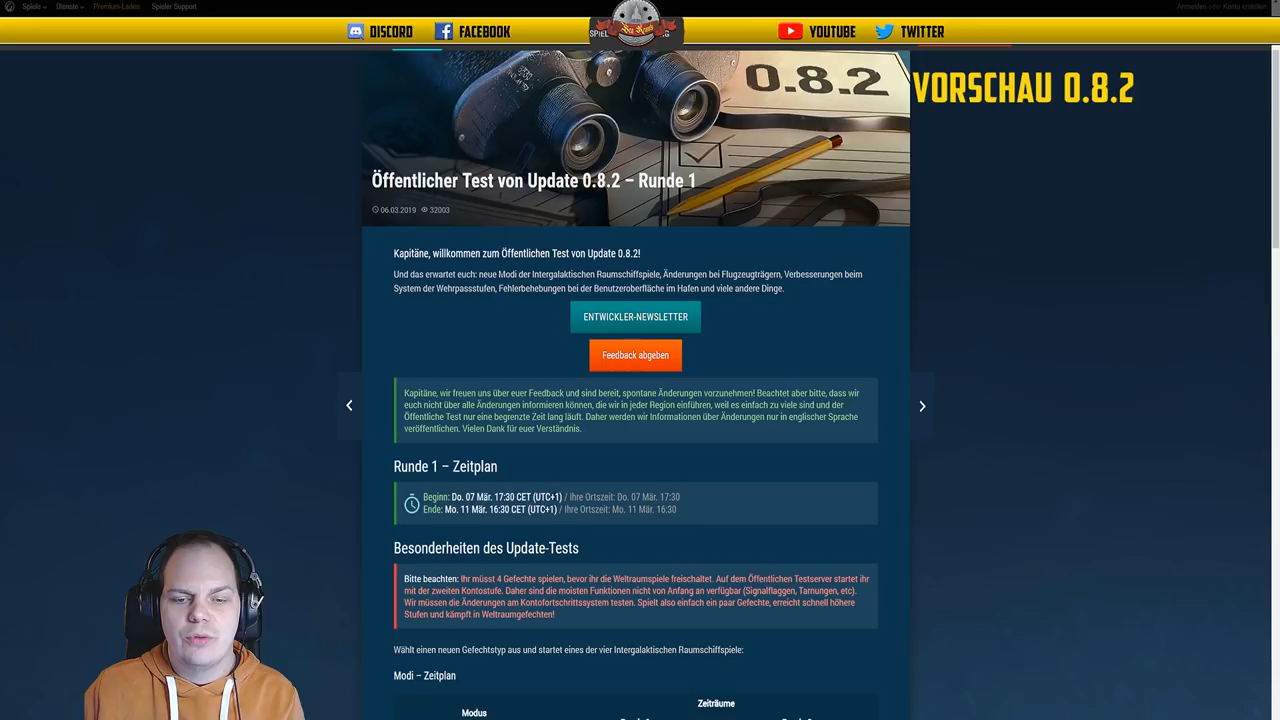 Spiele Dienste Premium-Laden Spieler Support
Anmelden oder Konto erstellen
DISCORD FACEBOOK YOUTUBE TWITTER
0.8.2
VORSCHAU 0.8.2
Öffentlicher Test von Update 0.8.2 – Runde 1
06.03.2019 32003
Kapitäne, willkommen zum Öffentlichen Test von Update 0.8.2!
Und das erwartet euch: neue Modi der Intergalaktischen Raumschiffspiele, Änderungen bei Flugzeugträgern, Verbesserungen beim
System der Wehrpassstufen, Fehlerbehebungen bei der Benutzeroberfläche im Hafen und viele andere Dinge.
ENTWICKLER-NEWSLETTER
Feedback abgeben
Kapitäne, wir freuen uns über euer Feedback und sind bereit, spontane Änderungen vorzunehmen! Beachtet aber bitte, dass wir
euch nicht über alle Änderungen informieren können, die wir in jeder Region einführen, weil es einfach zu viele sind und der
Öffentliche Test nur eine begrenzte Zeit lang läuft. Daher werden wir Informationen über Änderungen nur in englischer Sprache
veröffentlichen. Vielen Dank für euer Verständnis.
Runde 1 – Zeitplan
Beginn: Do. 07 Mär. 17:30 CET (UTC+1) / Ihre Ortszeit: Do. 07 Mär. 17:30
Ende: Mo. 11 Mär. 16:30 CET (UTC+1) / Ihre Ortszeit: Mo. 11 Mär. 16:30
Besonderheiten des Update-Tests
Bitte beachten: Ihr müsst 4 Gefechte spielen, bevor ihr die Weltraumspiele freischaltet. Auf dem Öffentlichen Testserver startet ihr
mit der zweiten Kontostufe. Daher sind die moisten Funktionen nicht von Anfang an verfügbar (Signalflaggen, Tarnungen, etc).
Wir müssen die Änderungen am Kontofortschrittssystem testen. Spielt also einfach ein paar Gefechte, erreicht schnell höhere
Stufen und kämpft in Weltraumgefechten!
Wählt einen neuen Gefechtstyp aus und startet eines der vier Intergalaktischen Raumschiffspiele:
Modi – Zeitplan
Zeiträume
Modus